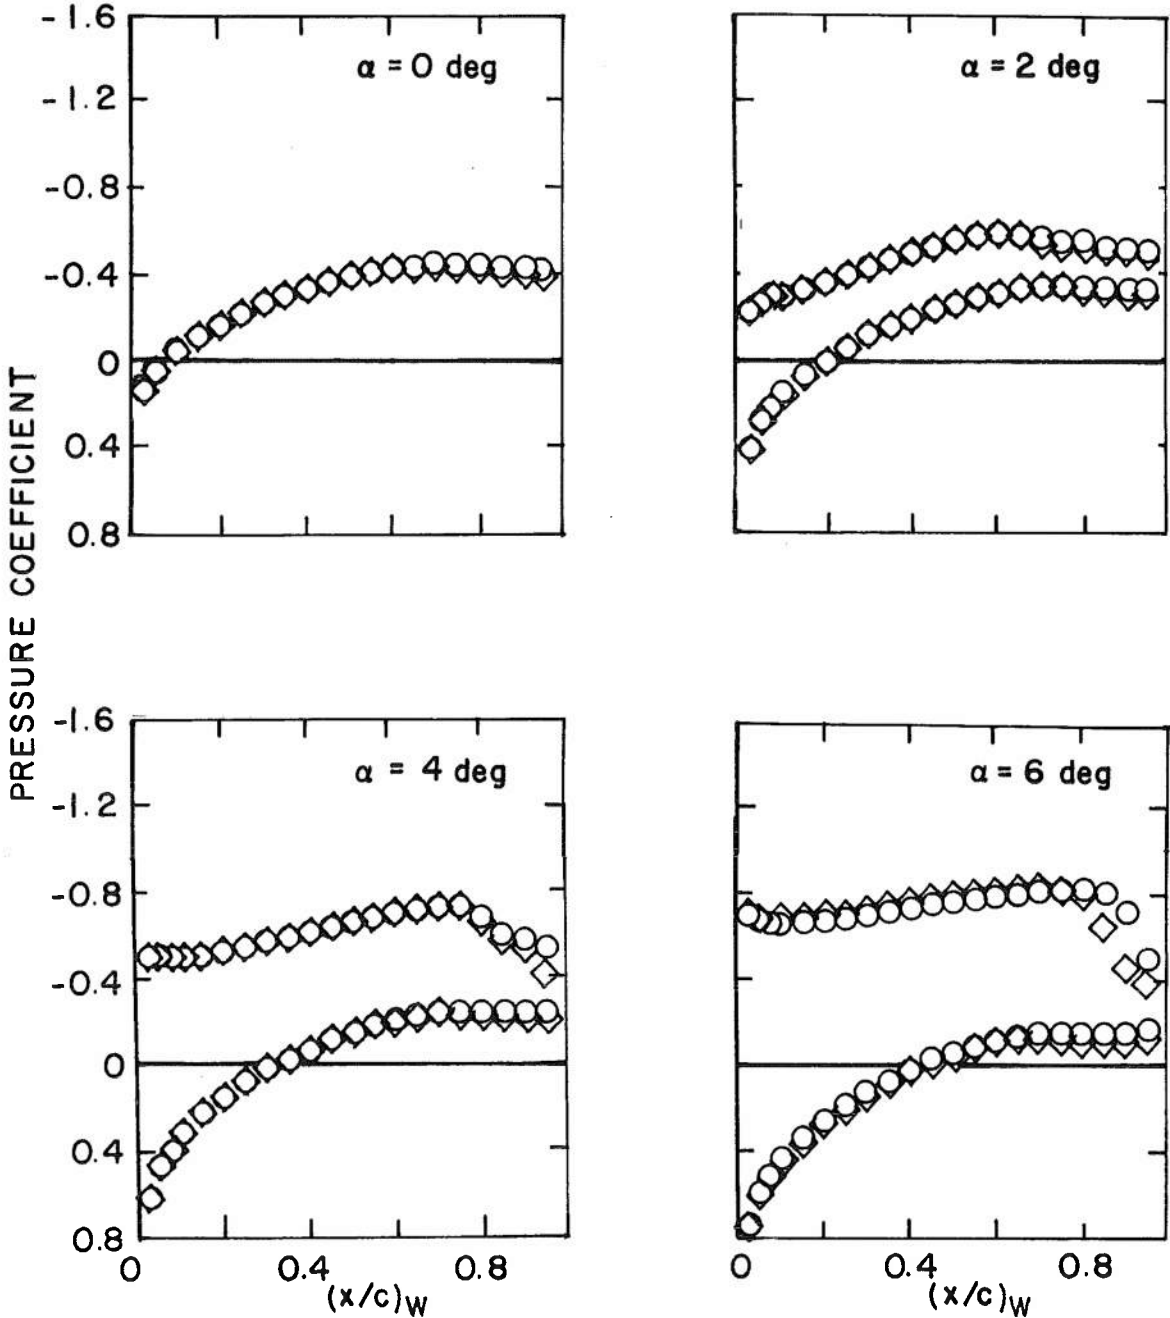 PRESSURE COEFFICIENT
α = 0 deg
-1.6
-1.2
-0.8
-0.4
0
0.4
0.8
α = 2 deg
α = 4 deg
-1.6
-1.2
-0.8
-0.4
0
0.4
0.8
0
0.4
0.8
(x/c)W
α = 6 deg
0
0.4
0.8
(x/c)W